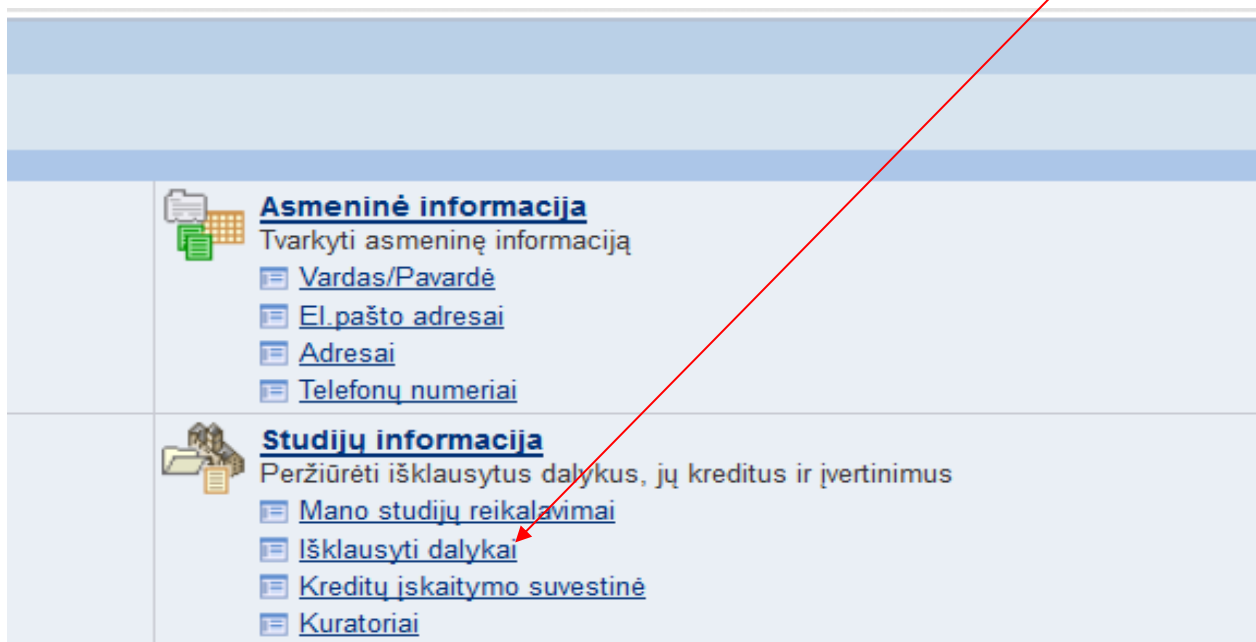 Asmeninė informacija
Tvarkyti asmeninę informaciją
Vardas/Pavardė
El.pašto adresai
Adresai
Telefonų numeriai
Studijų informacija
Peržiūrėti išklausytus dalykus, jų kreditus ir įvertinimus
Mano studijų reikalavimai
Išklausyti dalykai
Kreditų įskaitymo suvestinė
Kuratoriai